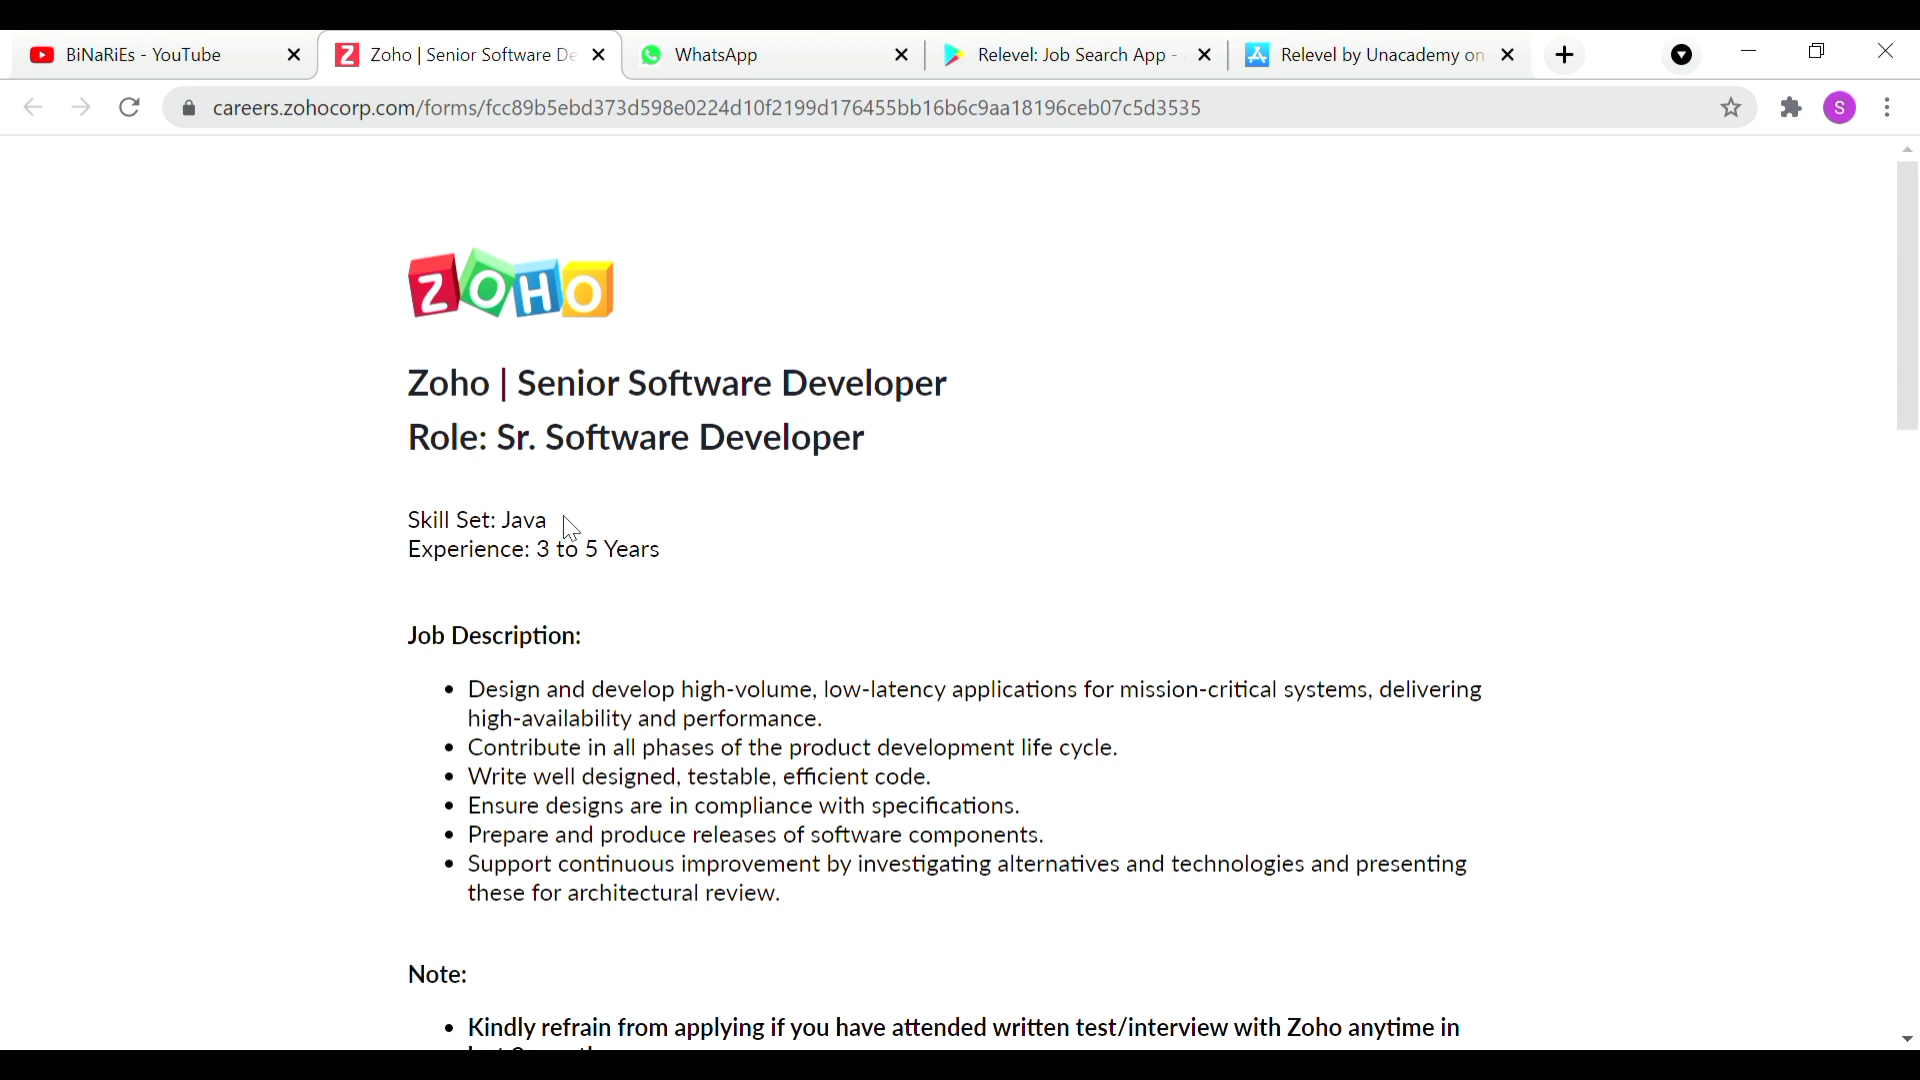 BiNaRiEs - YouTube
Zoho | Senior Software De
WhatsApp
Relevel: Job Search App -
Relevel by Unacademy on
careers.zohocorp.com/forms/fcc89b5ebd373d598e0224d10f2199d176455bb16b6c9aa18196ceb07c5d3535
S
ZOHO
Zoho | Senior Software Developer
Role: Sr. Software Developer
Skill Set: Java
Experience: 3 to 5 Years
Job Description:
• Design and develop high-volume, low-latency applications for mission-critical systems, delivering
high-availability and performance.
• Contribute in all phases of the product development life cycle.
• Write well designed, testable, efficient code.
• Ensure designs are in compliance with specifications.
• Prepare and produce releases of software components.
• Support continuous improvement by investigating alternatives and technologies and presenting
these for architectural review.
Note:
• Kindly refrain from applying if you have attended written test/interview with Zoho anytime in